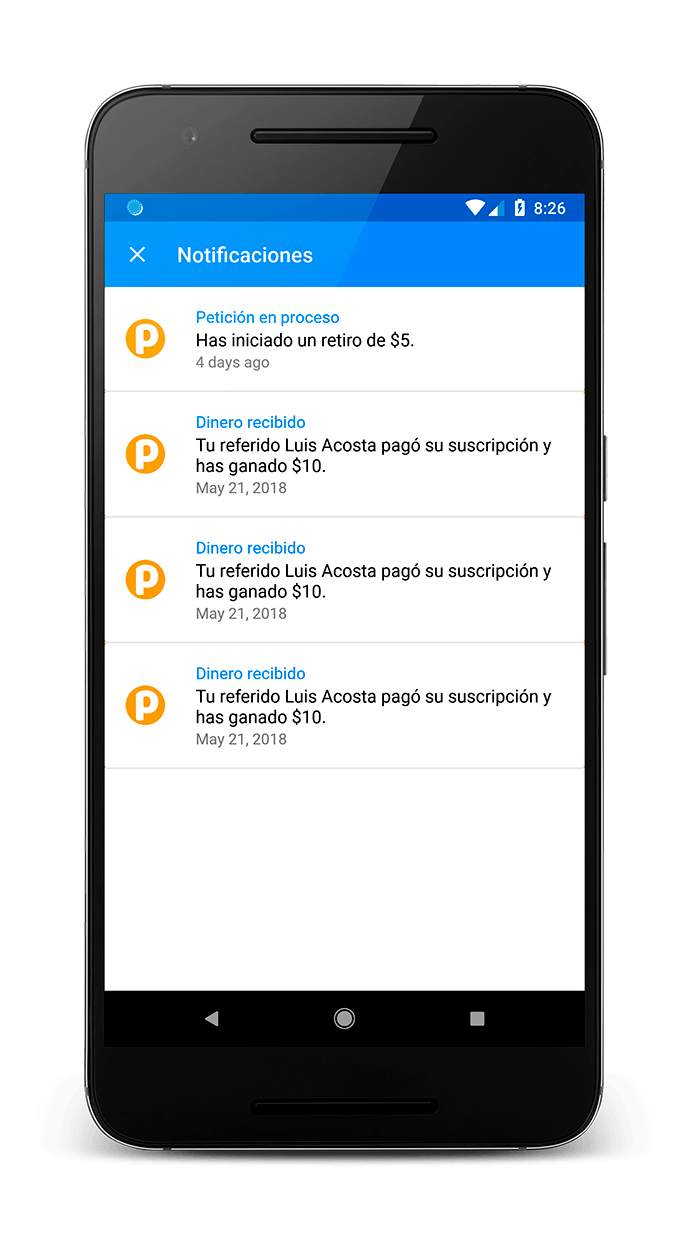 8:26
Notificaciones
p
Petición en proceso
Has iniciado un retiro de $5.
4 days ago
p
Dinero recibido
Tu referido Luis Acosta pagó su suscripción y
has ganado $10.
May 21, 2018
p
Dinero recibido
Tu referido Luis Acosta pagó su suscripción y
has ganado $10.
May 21, 2018
p
Dinero recibido
Tu referido Luis Acosta pagó su suscripción y
has ganado $10.
May 21, 2018